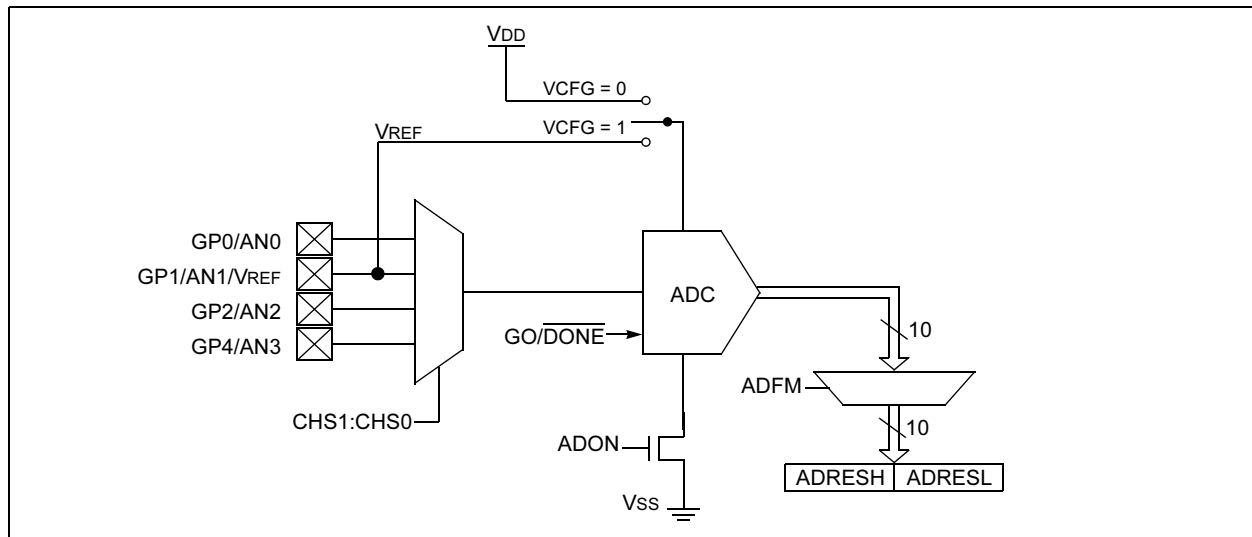 VDD
VCFG = 0
VREF
VCFG = 1
GP0/AN0
GP1/AN1/VREF
GP2/AN2
GP4/AN3
ADC
GO/DONE
10
ADFM
CHS1:CHS0
10
ADON
ADRESH ADRESL
VSS